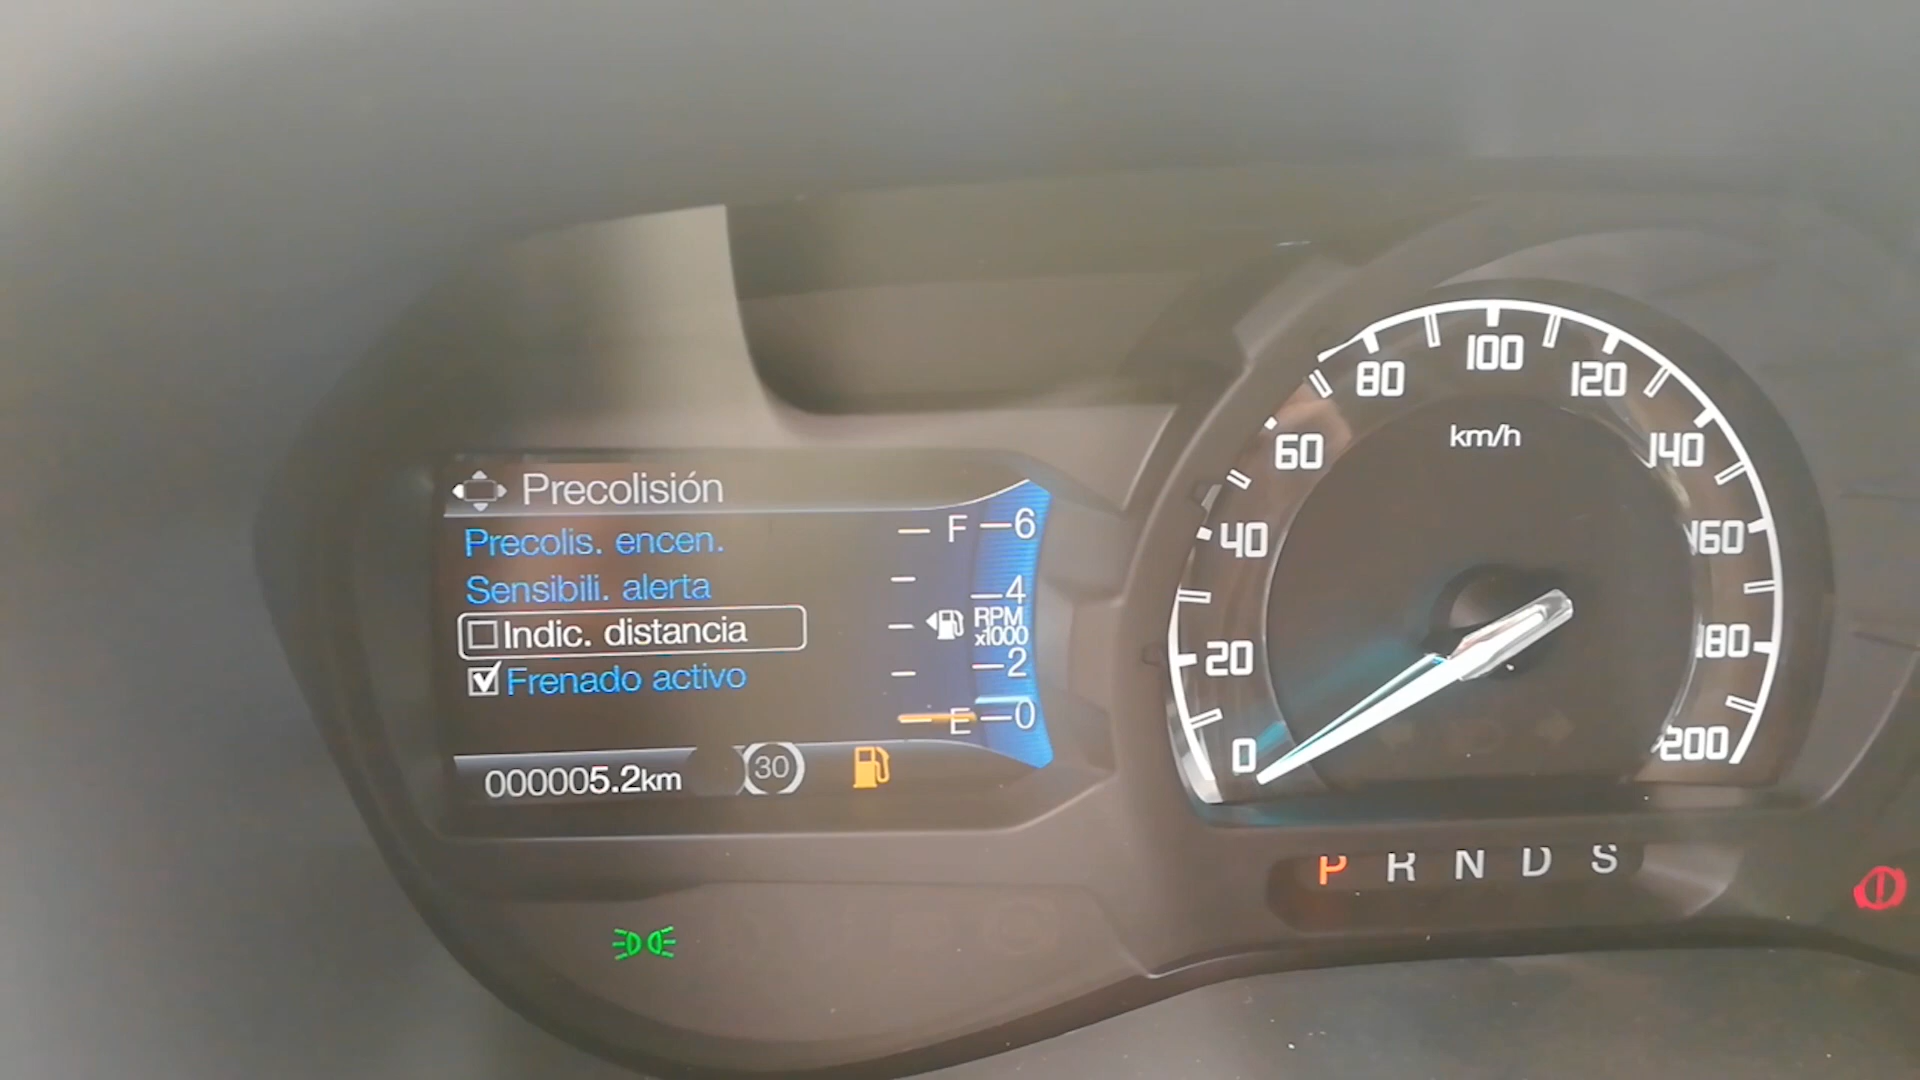 Precolisión
Precolis. encen.
Sensibili. alerta
Indic. distancia
Frenado activo
F
E
6
4
RPM
x1000
2
0
000005.2km
30
0
20
40
60
80
100
120
140
160
180
200
km/h
P R N D S